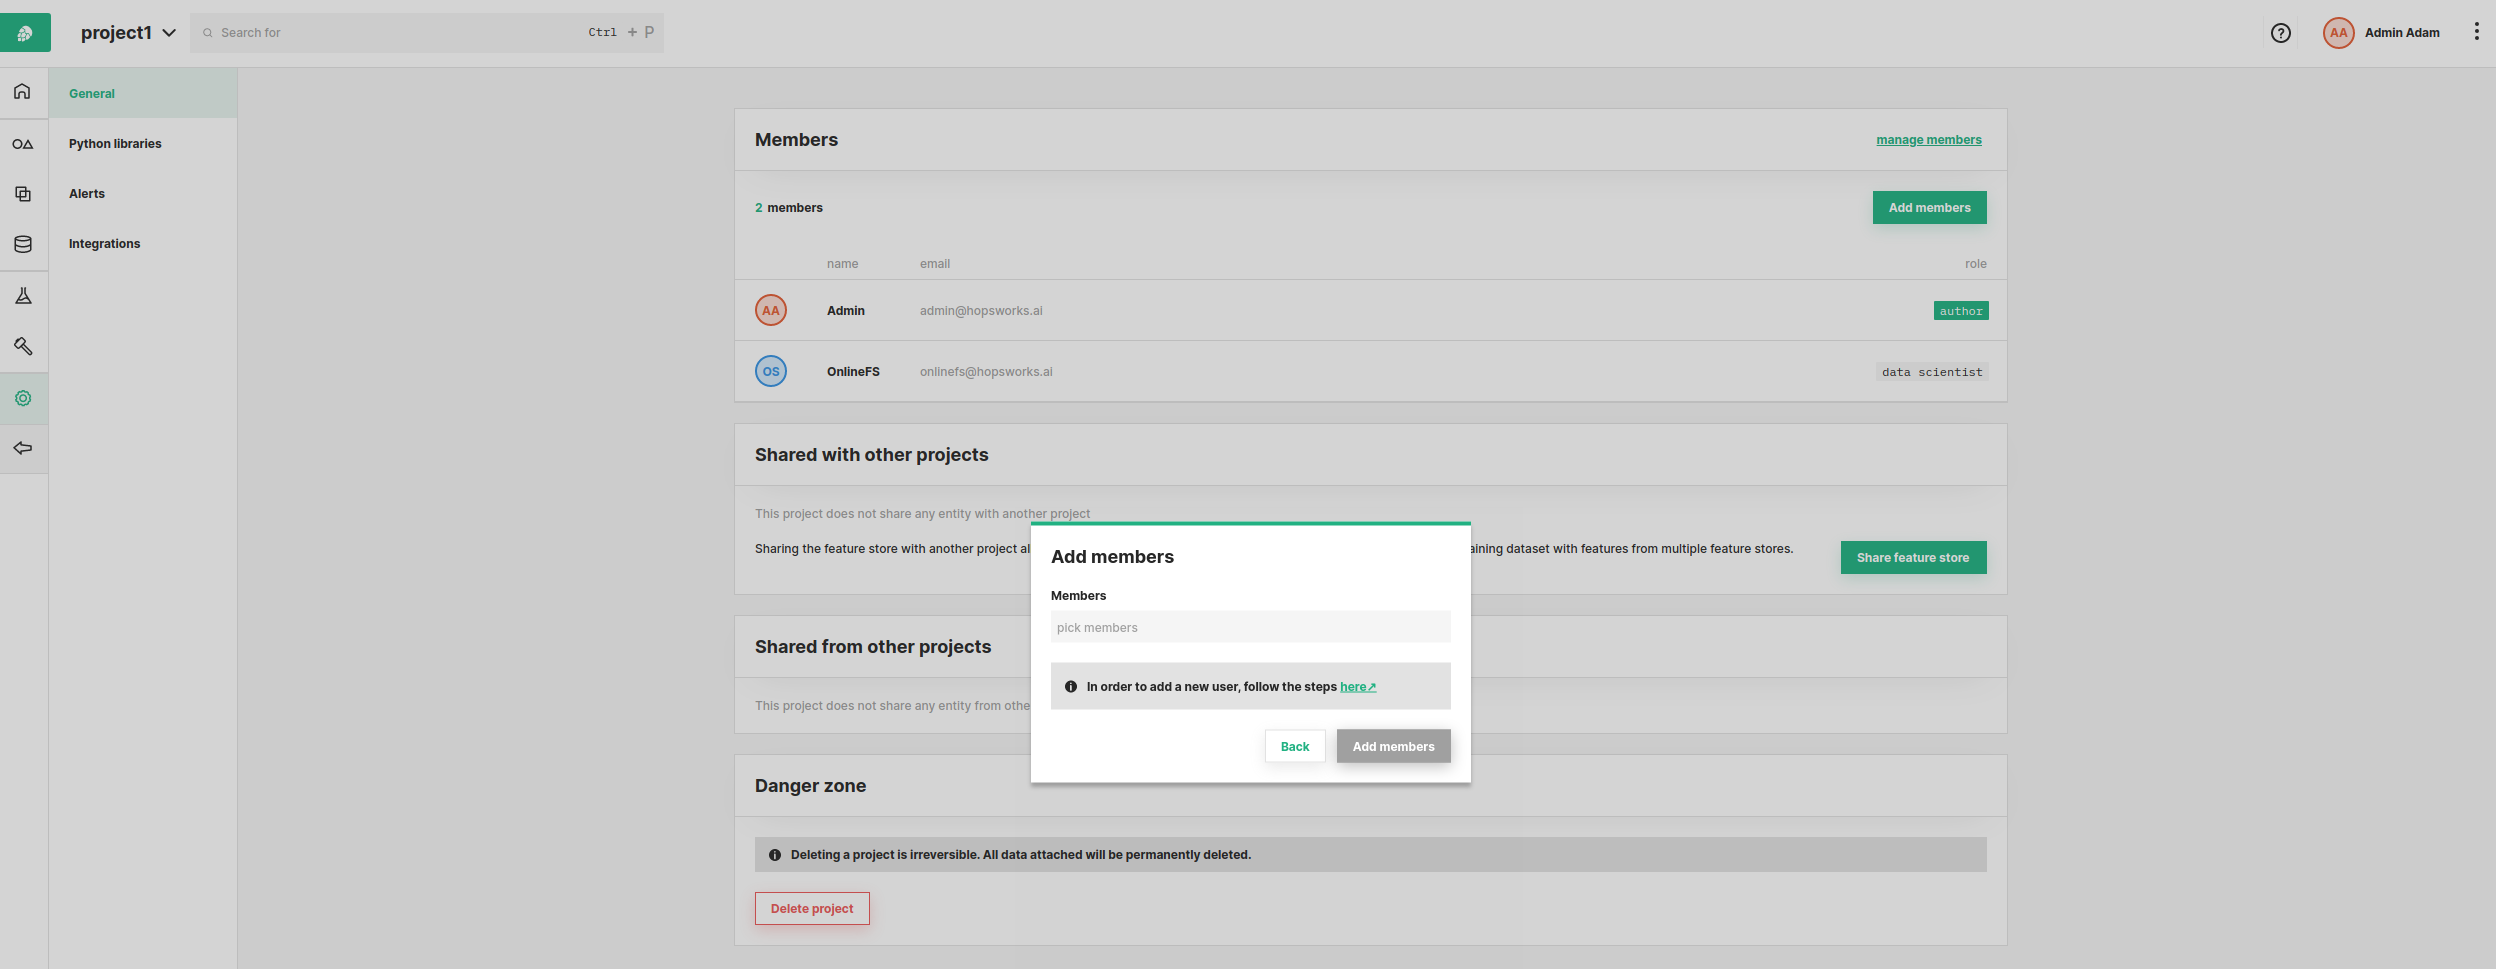 project1
Search for
Ctrl + P
?
AA
Admin Adam
General
Python libraries
Alerts
Integrations
Members
manage members
2 members
Add members
name
email
role
AA
Admin
admin@hopsworks.ai
author
OS
OnlineFS
onlinefs@hopsworks.ai
data scientist
Shared with other projects
This project does not share any entity with another project
Sharing the feature store with another project al
aining dataset with features from multiple feature stores.
Share feature store
Shared from other projects
This project does not share any entity from othe
Add members
Members
pick members
In order to add a new user, follow the steps here↗
Back
Add members
Danger zone
Deleting a project is irreversible. All data attached will be permanently deleted.
Delete project